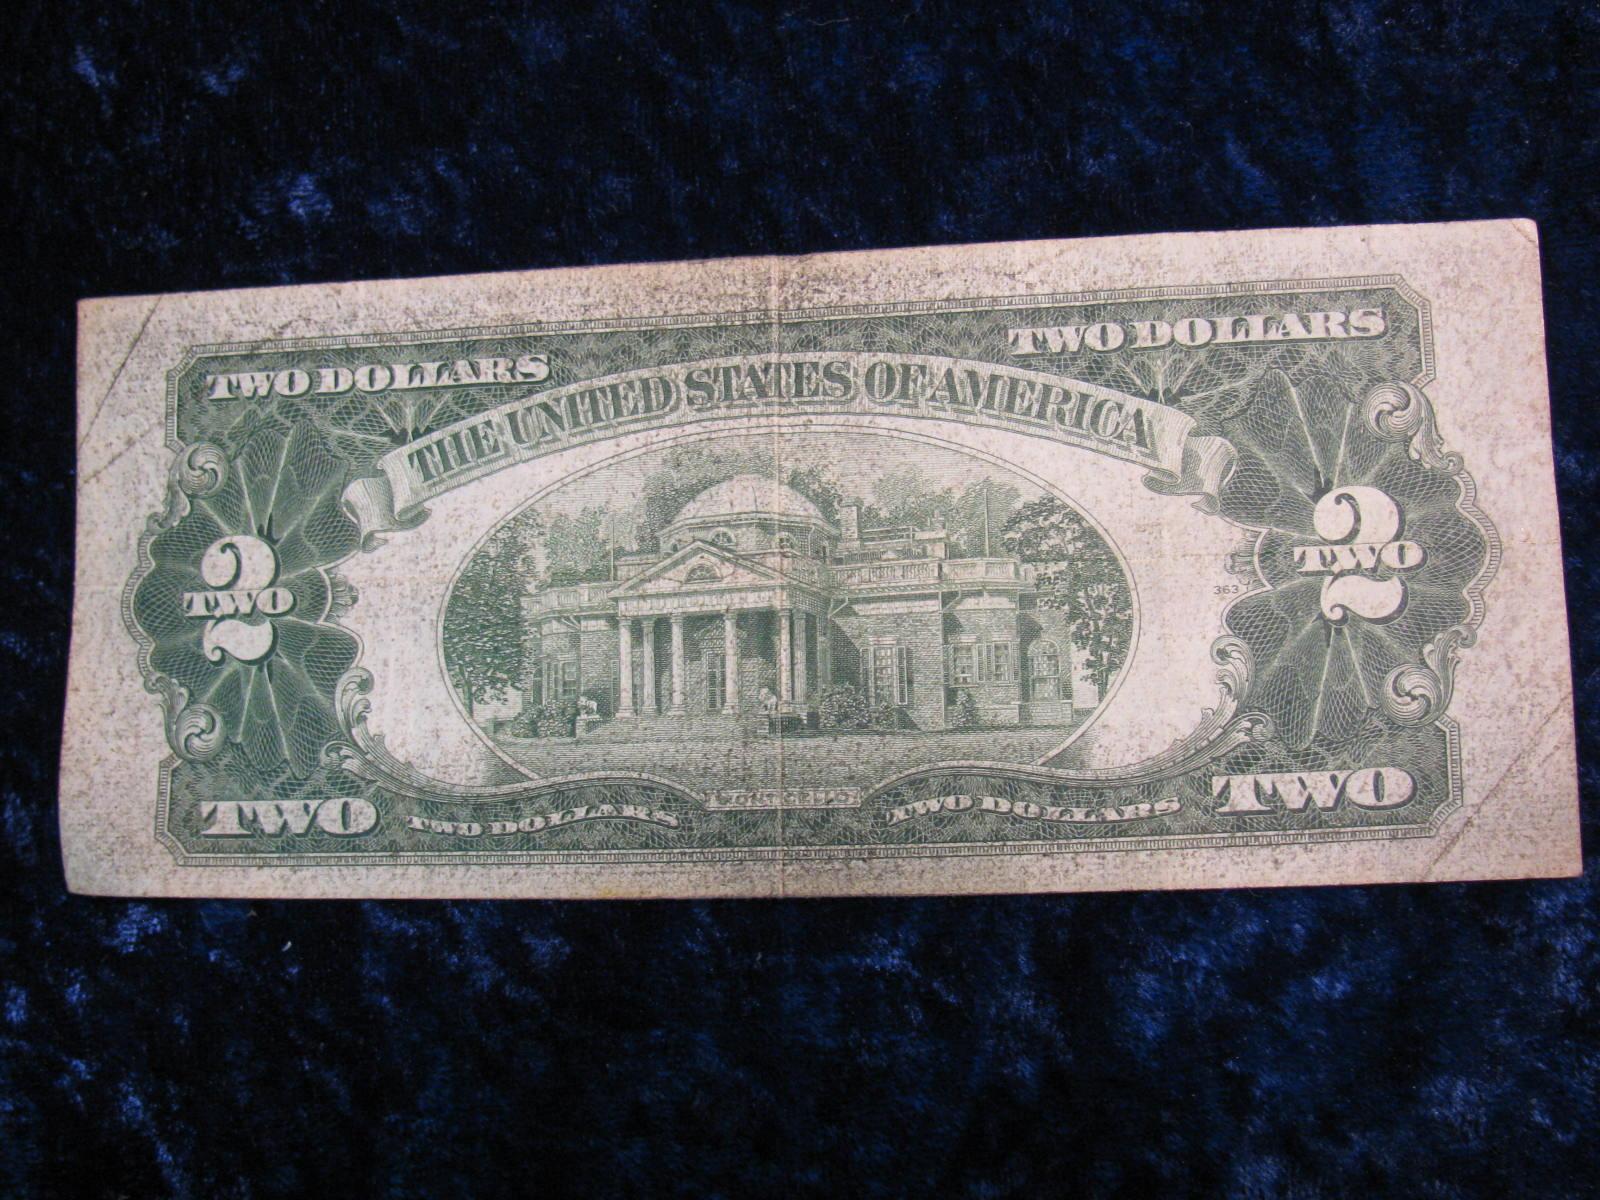 TWO DOLLARS
TWO DOLLARS
THE UNITED STATES OF AMERICA
2
TWO
2
TWO
363
TWO
TWO DOLLARS
MONTICELLO
TWO DOLLARS
TWO